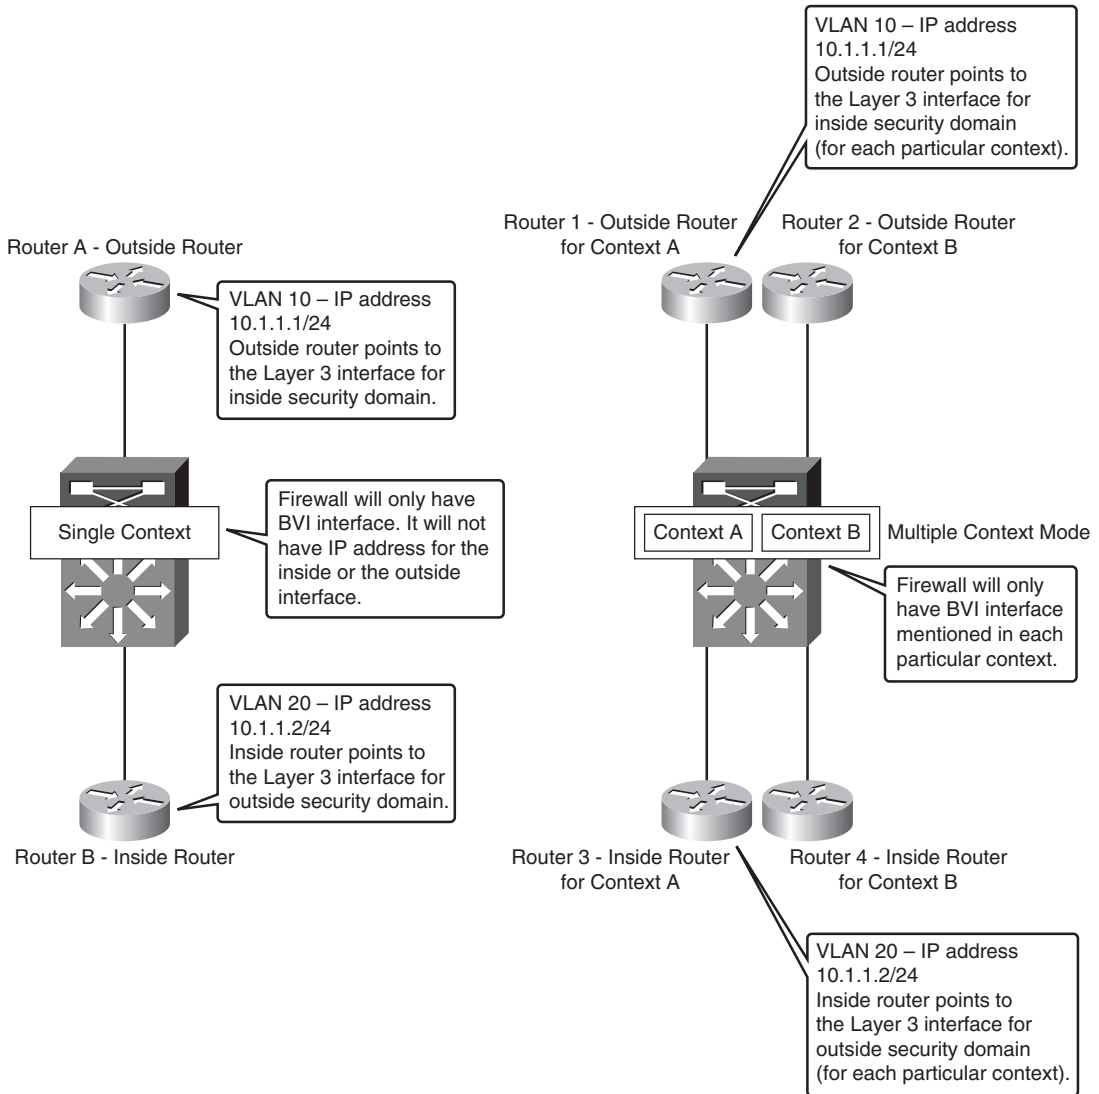 Router A - Outside Router
VLAN 10 – IP address
10.1.1.1/24
Outside router points to
the Layer 3 interface for
inside security domain.
Single Context
Firewall will only have
BVI interface. It will not
have IP address for the
inside or the outside
interface.
VLAN 20 – IP address
10.1.1.2/24
Inside router points to
the Layer 3 interface for
outside security domain.
Router B - Inside Router
VLAN 10 – IP address
10.1.1.1/24
Outside router points to
the Layer 3 interface for
inside security domain
(for each particular context).
Router 1 - Outside Router
for Context A
Router 2 - Outside Router
for Context B
Context A
Context B
Multiple Context Mode
Firewall will only
have BVI interface
mentioned in each
particular context.
Router 3 - Inside Router
for Context A
Router 4 - Inside Router
for Context B
VLAN 20 – IP address
10.1.1.2/24
Inside router points to
the Layer 3 interface for
outside security domain
(for each particular context).